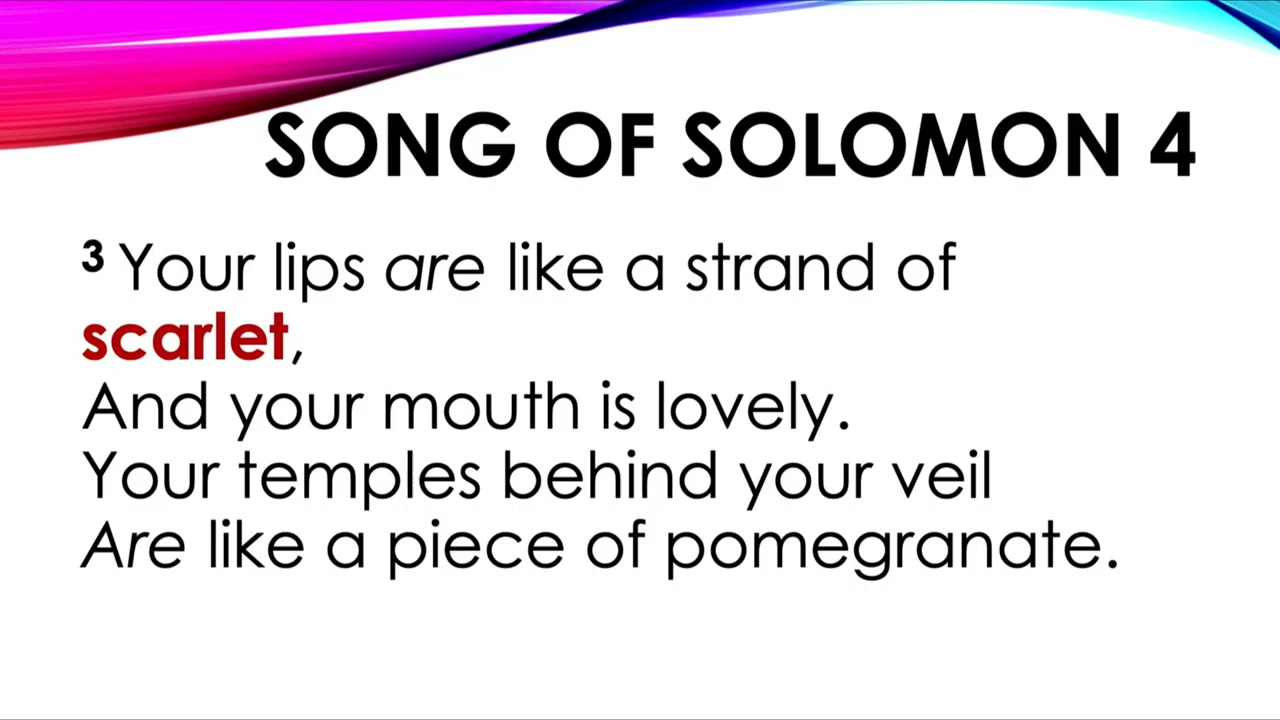 SONG OF SOLOMON 4
3 Your lips are like a strand of
scarlet,
And your mouth is lovely.
Your temples behind your veil
Are like a piece of pomegranate.